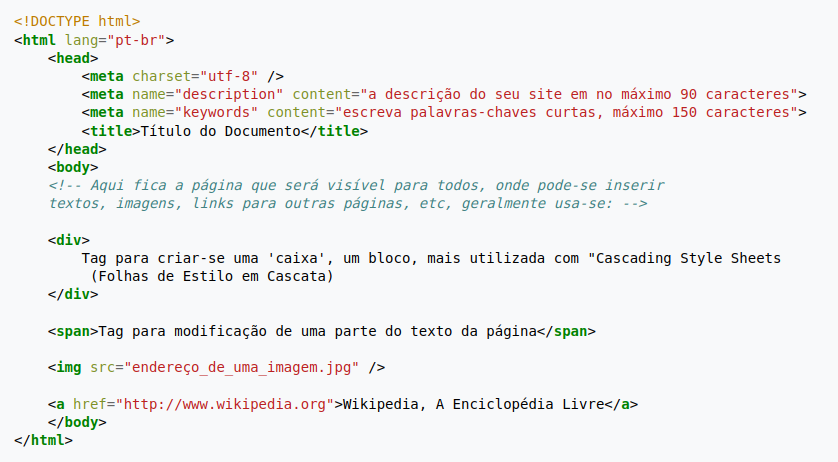 <!DOCTYPE html>
<html lang="pt-br">
    <head>
        <meta charset="utf-8" />
        <meta name="description" content="a descrição do seu site em no máximo 90 caracteres">
        <meta name="keywords" content="escreva palavras-chaves curtas, máximo 150 caracteres">
        <title>Título do Documento</title>
    </head>
    <body>
    <!-- Aqui fica a página que será visível para todos, onde pode-se inserir
    textos, imagens, links para outras páginas, etc, geralmente usa-se: -->

    <div>
        Tag para criar-se uma 'caixa', um bloco, mais utilizada com "Cascading Style Sheets
         (Folhas de Estilo em Cascata)
    </div>

    <span>Tag para modificação de uma parte do texto da página</span>

    <img src="endereço_de_uma_imagem.jpg" />

    <a href="http://www.wikipedia.org">Wikipedia, A Enciclopédia Livre</a>
    </body>
</html>